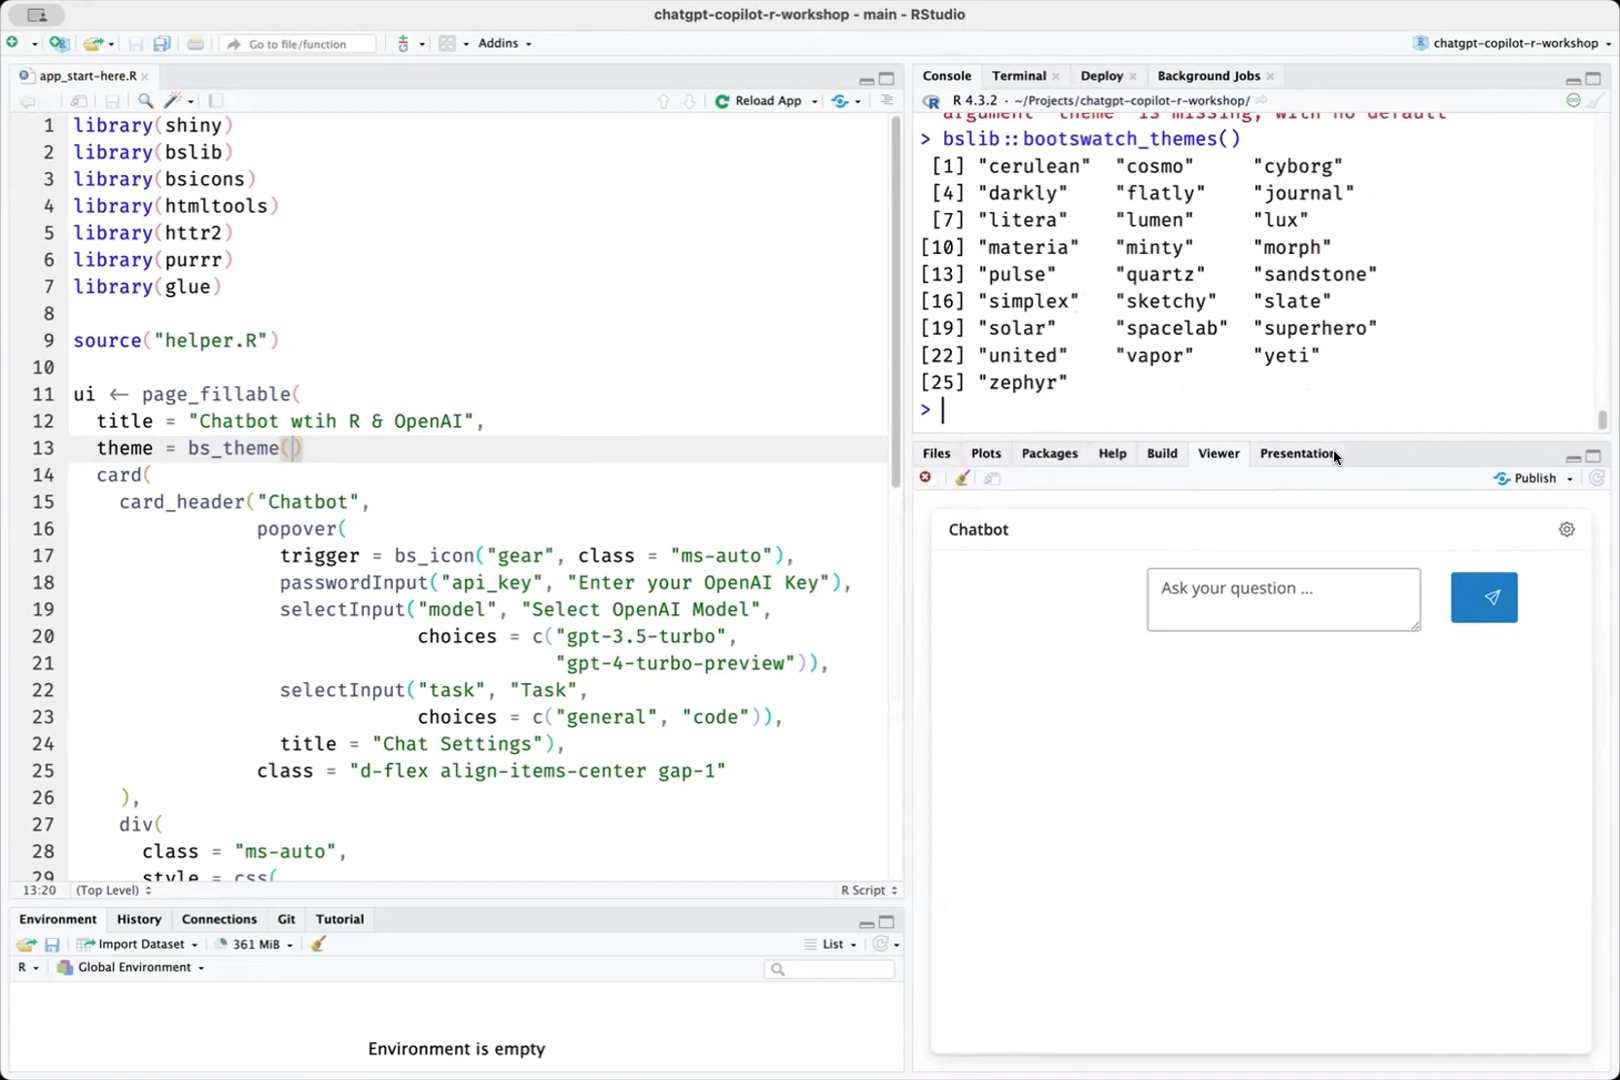 chatgpt-copilot-r-workshop - main - RStudio
Go to file/function
Addins
chatgpt-copilot-r-workshop
app_start-here.R
Reload App
1 library(shiny)
2 library(bslib)
3 library(bsicons)
4 library(htmltools)
5 library(httr2)
6 library(purrr)
7 library(glue)
8
9 source("helper.R")
10
11 ui <- page_fillable(
12 title = "Chatbot wtih R & OpenAI",
13 theme = bs_theme()
14 card(
15 card_header("Chatbot",
16 popover(
17 trigger = bs_icon("gear", class = "ms-auto"),
18 passwordInput("api_key", "Enter your OpenAI Key"),
19 selectInput("model", "Select OpenAI Model",
20 choices = c("gpt-3.5-turbo",
21 "gpt-4-turbo-preview")),
22 selectInput("task", "Task",
23 choices = c("general", "code")),
24 title = "Chat Settings"),
25 class = "d-flex align-items-center gap-1"
26 ),
27 div(
28 class = "ms-auto",
29 style = css(
13:20 (Top Level) R Script
Environment History Connections Git Tutorial
Import Dataset 361 MiB List
R Global Environment
Environment is empty
Console Terminal Deploy Background Jobs
R 4.3.2 · ~/Projects/chatgpt-copilot-r-workshop/
argument "theme" is missing, with no default
> bslib::bootswatch_themes()
[1] "cerulean" "cosmo" "cyborg"
[4] "darkly" "flatly" "journal"
[7] "litera" "lumen" "lux"
[10] "materia" "minty" "morph"
[13] "pulse" "quartz" "sandstone"
[16] "simplex" "sketchy" "slate"
[19] "solar" "spacelab" "superhero"
[22] "united" "vapor" "yeti"
[25] "zephyr"
>
Files Plots Packages Help Build Viewer Presentation
Publish
Chatbot
Ask your question ...